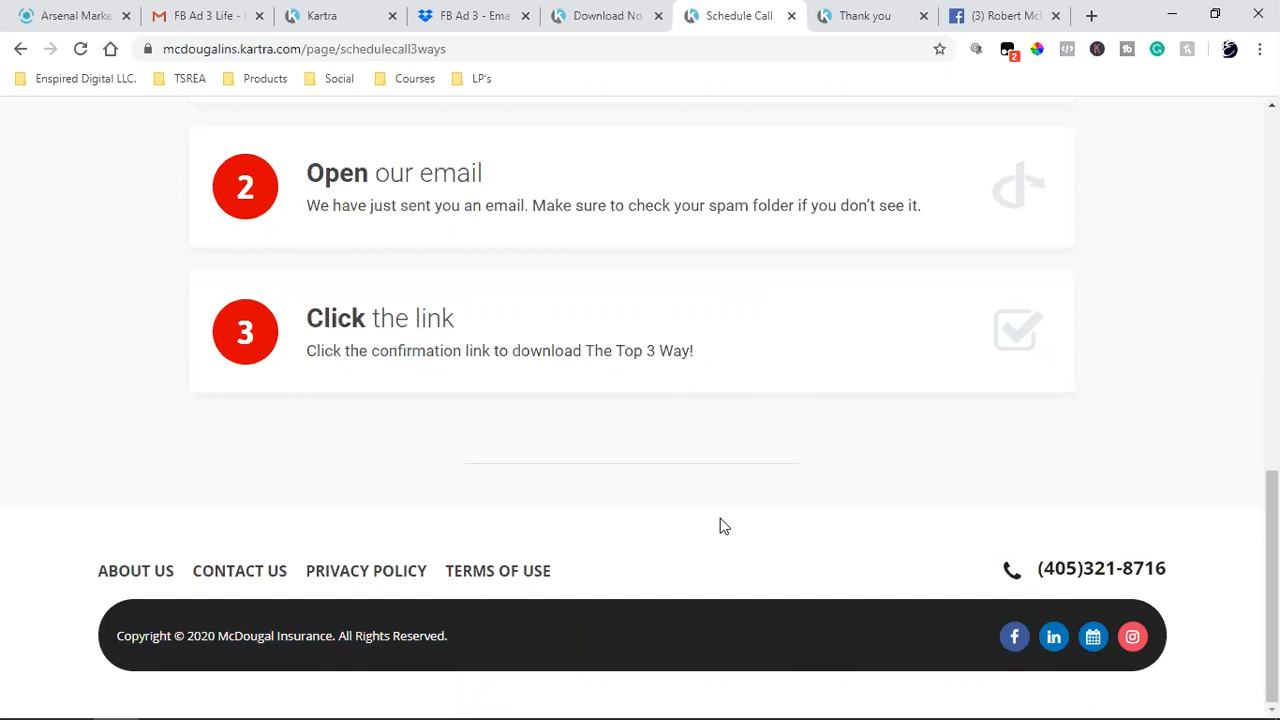 Arsenal Marke
FB Ad 3 Life - E
Kartra
FB Ad 3 - Ema
Download No
Schedule Call
Thank you
(3) Robert McD
mcdougalins.kartra.com/page/schedulecall3ways
2
Enspired Digital LLC.
TSREA
Products
Social
Courses
LP's
2
Open our email
We have just sent you an email. Make sure to check your spam folder if you don't see it.
3
Click the link
Click the confirmation link to download The Top 3 Way!
ABOUT US
CONTACT US
PRIVACY POLICY
TERMS OF USE
(405)321-8716
Copyright © 2020 McDougal Insurance. All Rights Reserved.